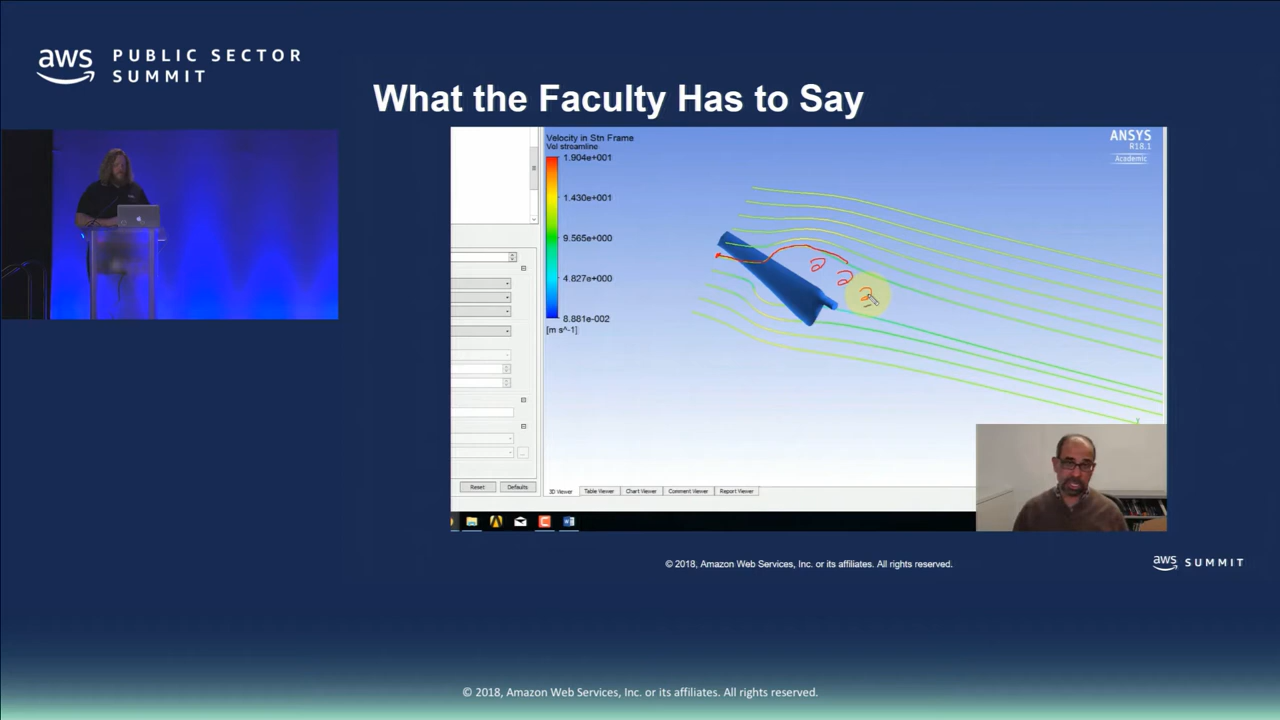 aws PUBLIC SECTOR
SUMMIT
What the Faculty Has to Say
Velocity in Stn Frame
Vel streamline
1.904e+001
1.430e+001
9.565e+000
4.827e+000
8.881e-002
[m s^-1]
ANSYS
R18.1
Academic
Y
Reset Defaults
3D Viewer Table Viewer Chart Viewer Comment Viewer Report Viewer
© 2018, Amazon Web Services, Inc. or its affiliates. All rights reserved.
aws SUMMIT
© 2018, Amazon Web Services, Inc. or its affiliates. All rights reserved.